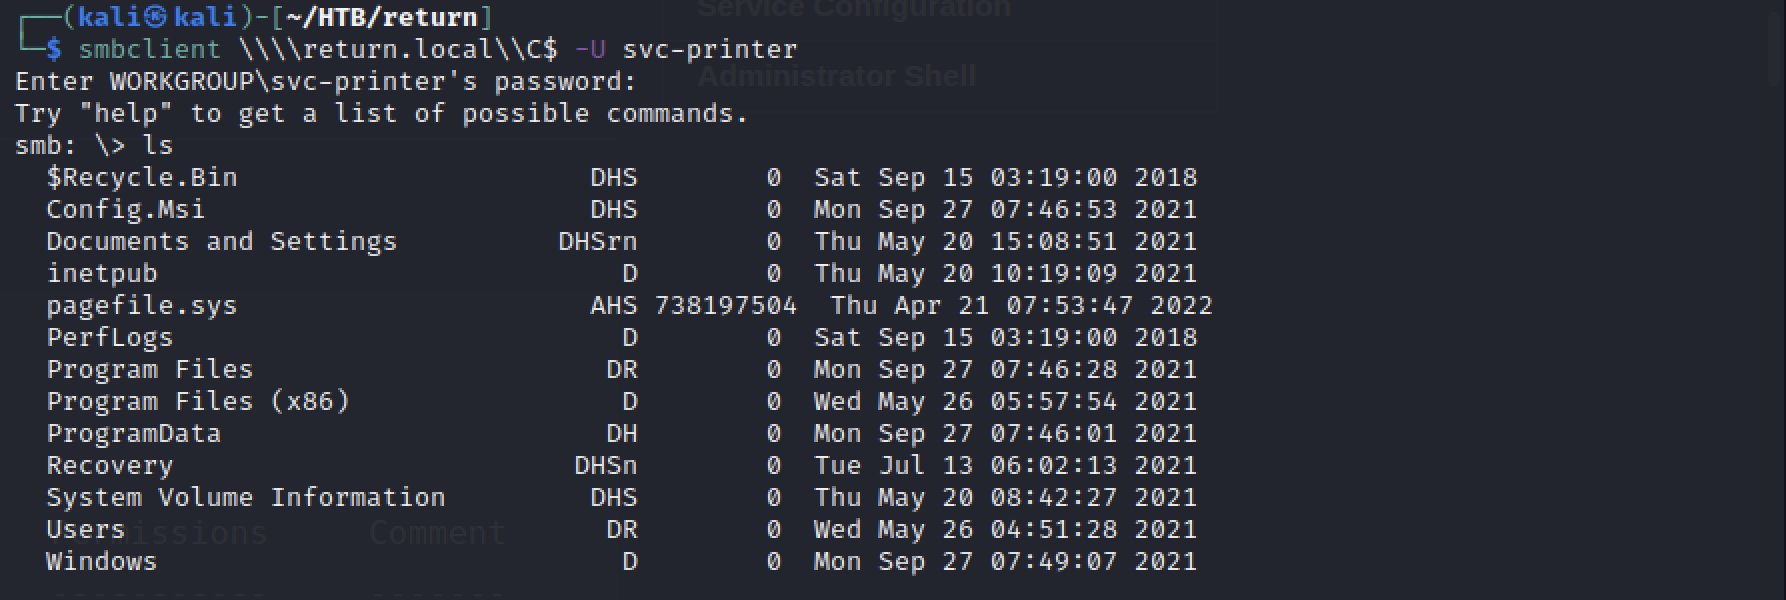 ┌──(kali㉿kali)-[~/HTB/return]
└─$ smbclient \\\\return.local\\C$ -U svc-printer
Enter WORKGROUP\svc-printer's password:
Try "help" to get a list of possible commands.
smb: \> ls
  $Recycle.Bin                      DHS        0  Sat Sep 15 03:19:00 2018
  Config.Msi                        DHS        0  Mon Sep 27 07:46:53 2021
  Documents and Settings          DHSrn        0  Thu May 20 15:08:51 2021
  inetpub                             D        0  Thu May 20 10:19:09 2021
  pagefile.sys                      AHS 738197504  Thu Apr 21 07:53:47 2022
  PerfLogs                            D        0  Sat Sep 15 03:19:00 2018
  Program Files                      DR        0  Mon Sep 27 07:46:28 2021
  Program Files (x86)                 D        0  Wed May 26 05:57:54 2021
  ProgramData                        DH        0  Mon Sep 27 07:46:01 2021
  Recovery                         DHSn        0  Tue Jul 13 06:02:13 2021
  System Volume Information         DHS        0  Thu May 20 08:42:27 2021
  Users                              DR        0  Wed May 26 04:51:28 2021
  Windows                             D        0  Mon Sep 27 07:49:07 2021
Service Configuration
Administrator Shell
Comment